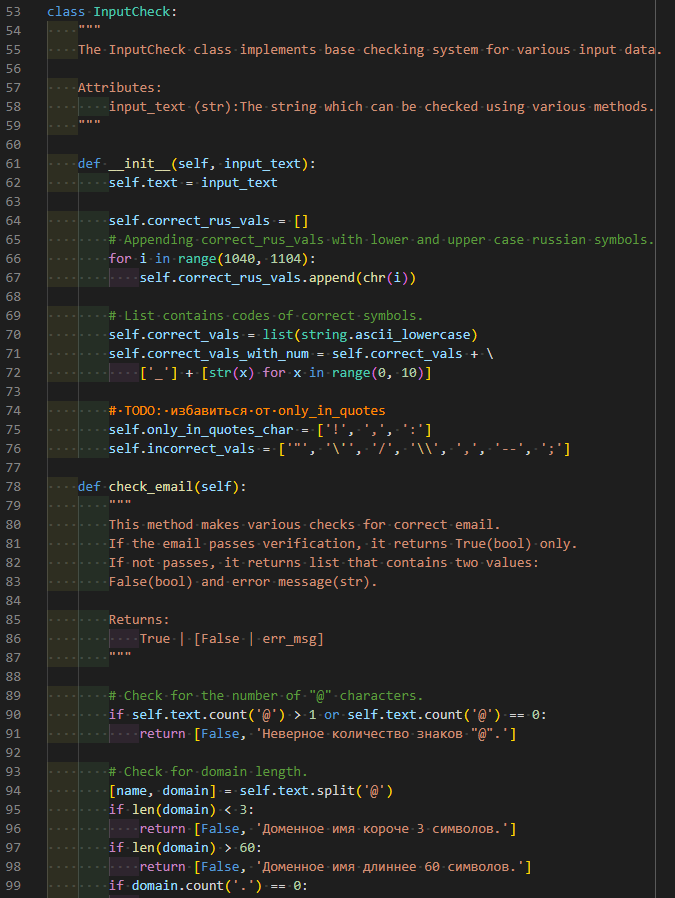 53 class InputCheck:
54     """
55     The InputCheck class implements base checking system for various input data.
56
57     Attributes:
58         input_text (str):The string which can be checked using various methods.
59     """
60
61     def __init__(self, input_text):
62         self.text = input_text
63
64         self.correct_rus_vals = []
65         # Appending correct_rus_vals with lower and upper case russian symbols.
66         for i in range(1040, 1104):
67             self.correct_rus_vals.append(chr(i))
68
69         # List contains codes of correct symbols.
70         self.correct_vals = list(string.ascii_lowercase)
71         self.correct_vals_with_num = self.correct_vals + \
72             ['_'] + [str(x) for x in range(0, 10)]
73
74         # TODO: избавиться от only_in_quotes
75         self.only_in_quotes_char = ['!', ',', ':']
76         self.incorrect_vals = ['"', '\'', '/', '\\', ',', '--', ';']
77
78     def check_email(self):
79         """
80         This method makes various checks for correct email.
81         If the email passes verification, it returns True(bool) only.
82         If not passes, it returns list that contains two values:
83         False(bool) and error message(str).
84
85         Returns:
86             True | [False | err_msg]
87         """
88
89         # Check for the number of "@" characters.
90         if self.text.count('@') > 1 or self.text.count('@') == 0:
91             return [False, 'Неверное количество знаков "@".']
92
93         # Check for domain length.
94         [name, domain] = self.text.split('@')
95         if len(domain) < 3:
96             return [False, 'Доменное имя короче 3 символов.']
97         if len(domain) > 60:
98             return [False, 'Доменное имя длиннее 60 символов.']
99         if domain.count('.') == 0: